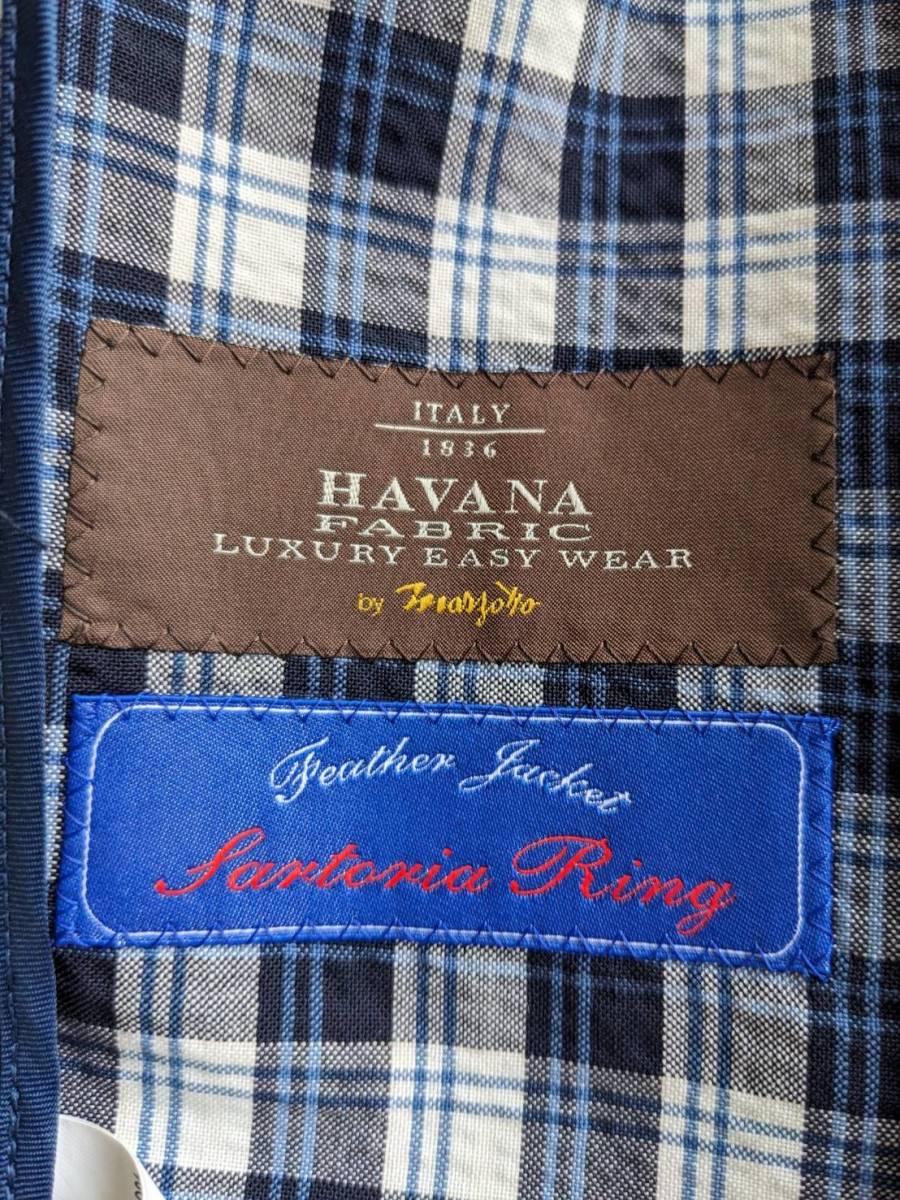 ITALY
1836
HAVANA
FABRIC
LUXURY EASY WEAR
by Marzotto
Feather Jacket
Sartoria Ring